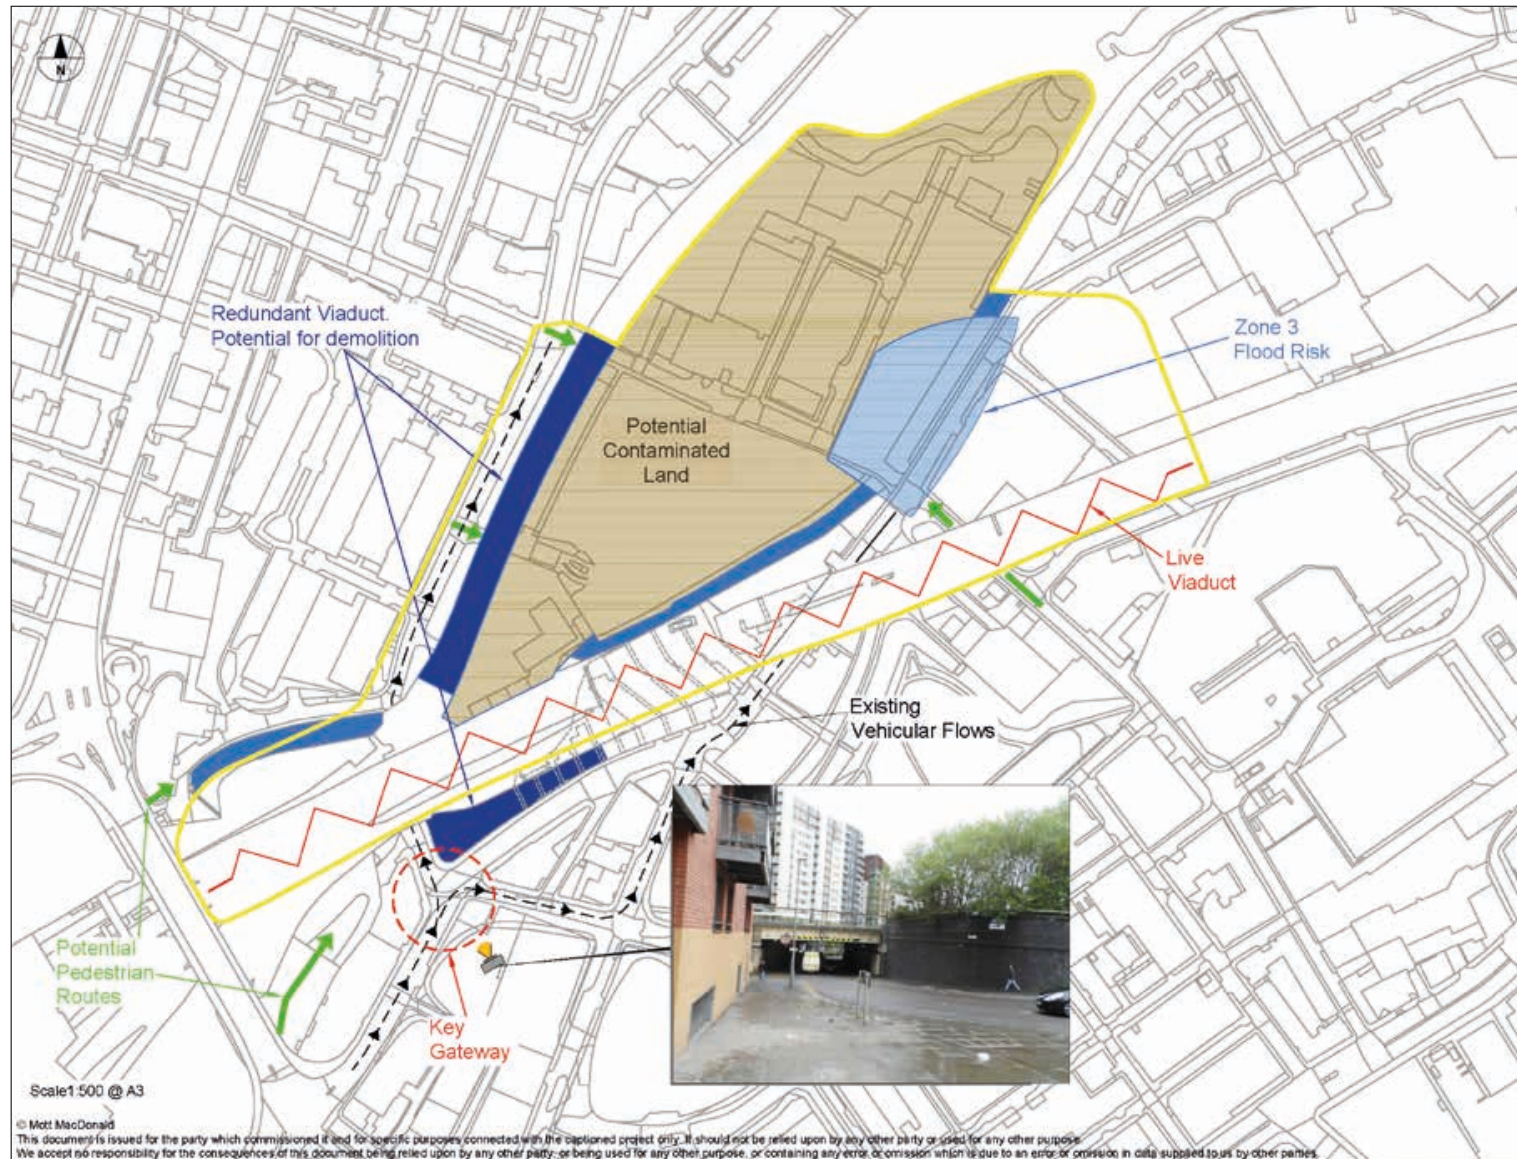 N
Redundant Viaduct.
Potential for demolition
Zone 3
Flood Risk
Potential
Contaminated
Land
Live
Viaduct
Existing
Vehicular Flows
Potential
Pedestrian
Routes
Key
Gateway
Scale1:500 @ A3
© Mott MacDonald
This document is issued for the party which commissioned it and for specific purposes connected with the captioned project only. It should not be relied upon by any other party or used for any other purpose.
We accept no responsibility for the consequences of this document being relied upon by any other party, or being used for any other purpose, or containing any error or omission which is due to an error or omission in data supplied to us by other parties.